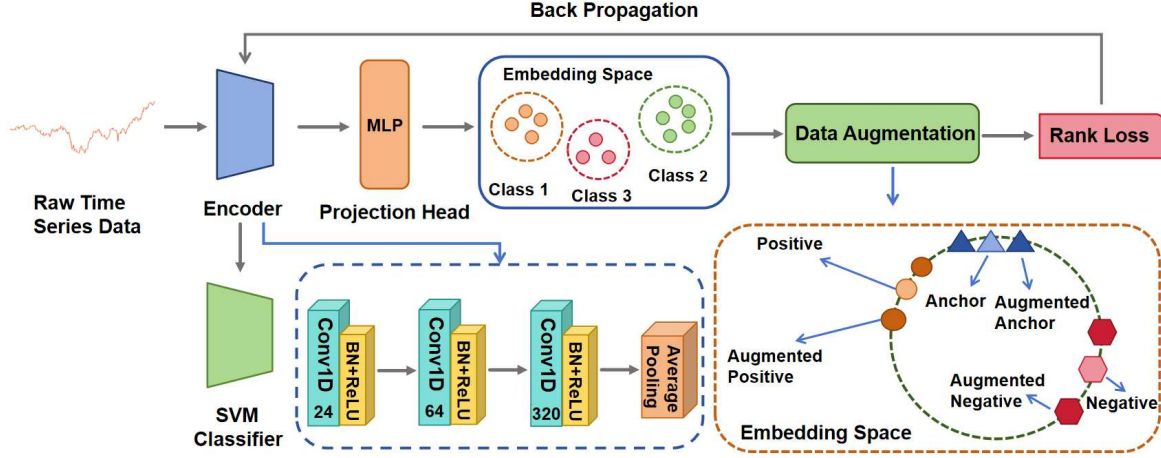 Back Propagation
Raw Time
Series Data
Encoder
MLP
Projection Head
Embedding Space
Class 1
Class 3
Class 2
Data Augmentation
Rank Loss
SVM
Classifier
Conv1D
24
BN+ReLU
Conv1D
64
BN+ReLU
Conv1D
320
BN+ReLU
Average
Pooling
Positive
Anchor
Augmented
Anchor
Augmented
Positive
Augmented
Negative
Negative
Embedding Space